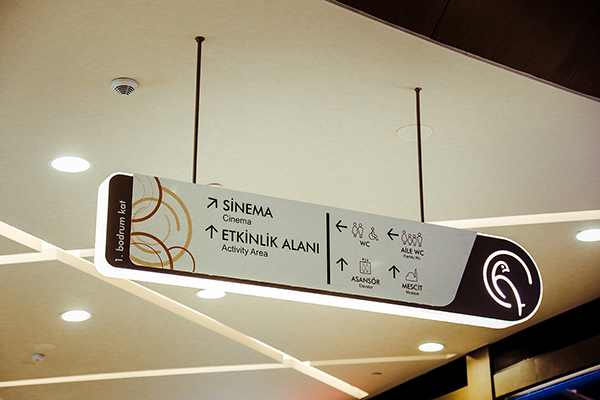 1. bodrum kat
SİNEMA
Cinema
ETKİNLİK ALANI
Activity Area
WC
AİLE WC
Family Wc
ASANSÖR
Elevator
MESCİT
Mosque